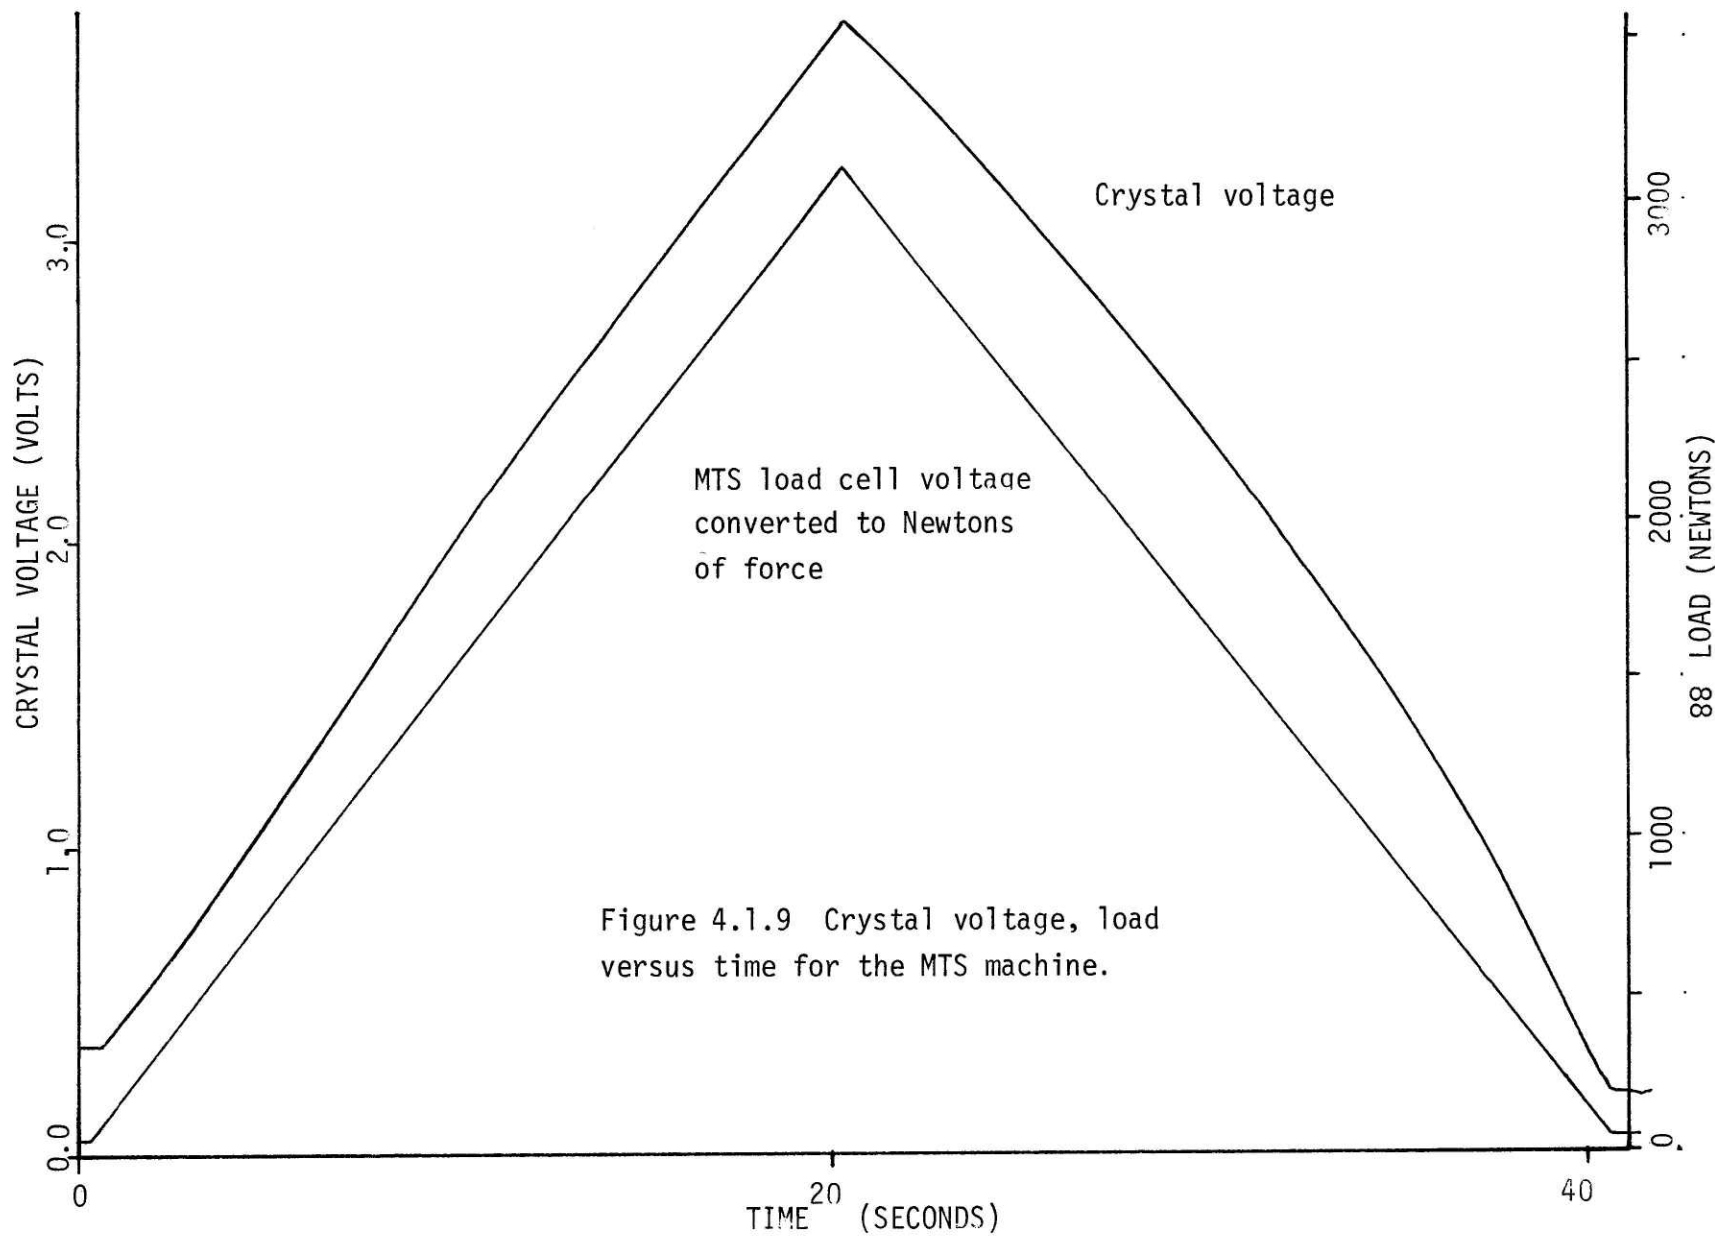 CRYSTAL VOLTAGE (VOLTS)
3.0
2.0
1.0
0.0
Crystal voltage
MTS load cell voltage
converted to Newtons
of force
Figure 4.1.9 Crystal voltage, load
versus time for the MTS machine.
3000
2000
1000
0.
88 LOAD (NEWTONS)
0
20
40
TIME (SECONDS)